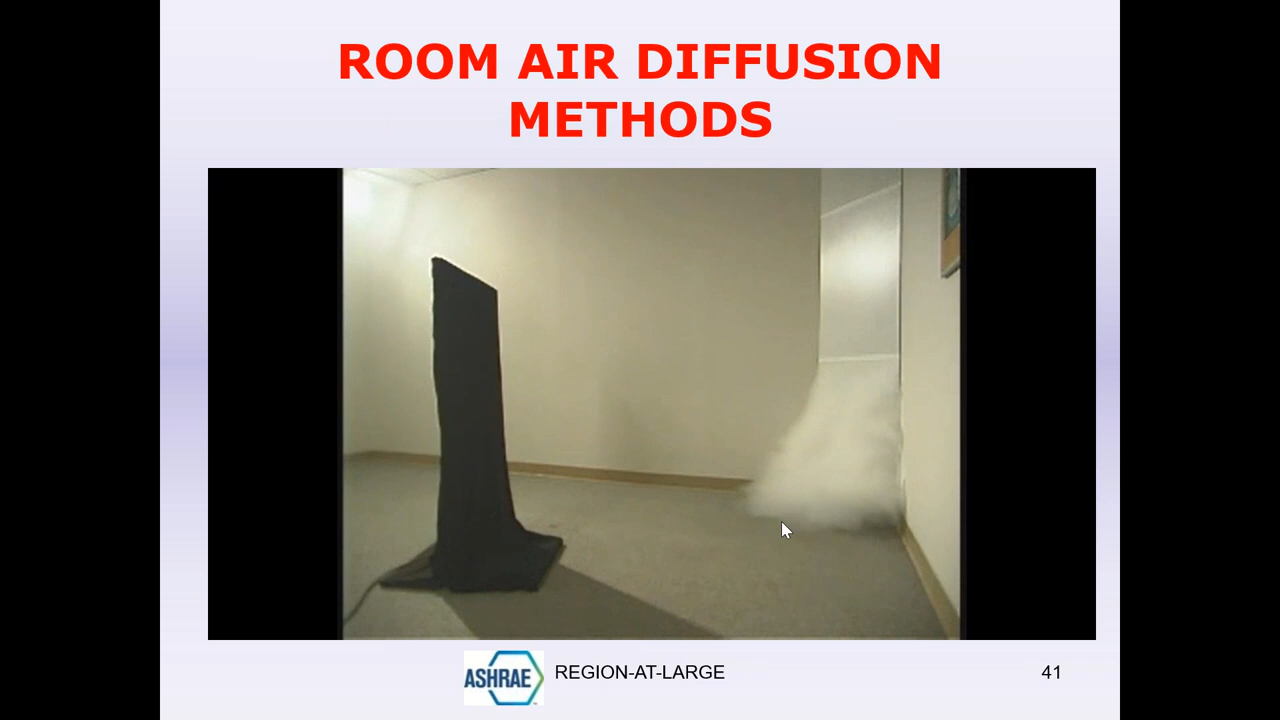 ROOM AIR DIFFUSION
METHODS
ASHRAE
REGION-AT-LARGE
41